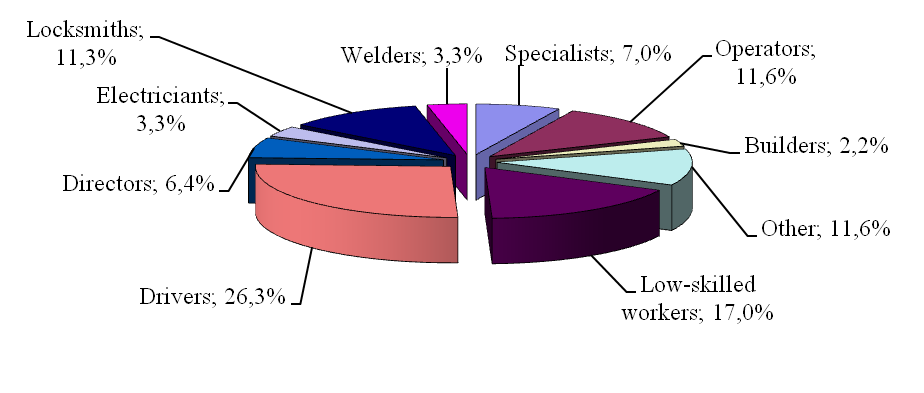 Locksmiths;
11,3%
Welders; 3,3%
Specialists; 7,0%
Operators;
11,6%
Electriciants;
3,3%
Builders; 2,2%
Directors; 6,4%
Other; 11,6%
Drivers; 26,3%
Low-skilled
workers; 17,0%